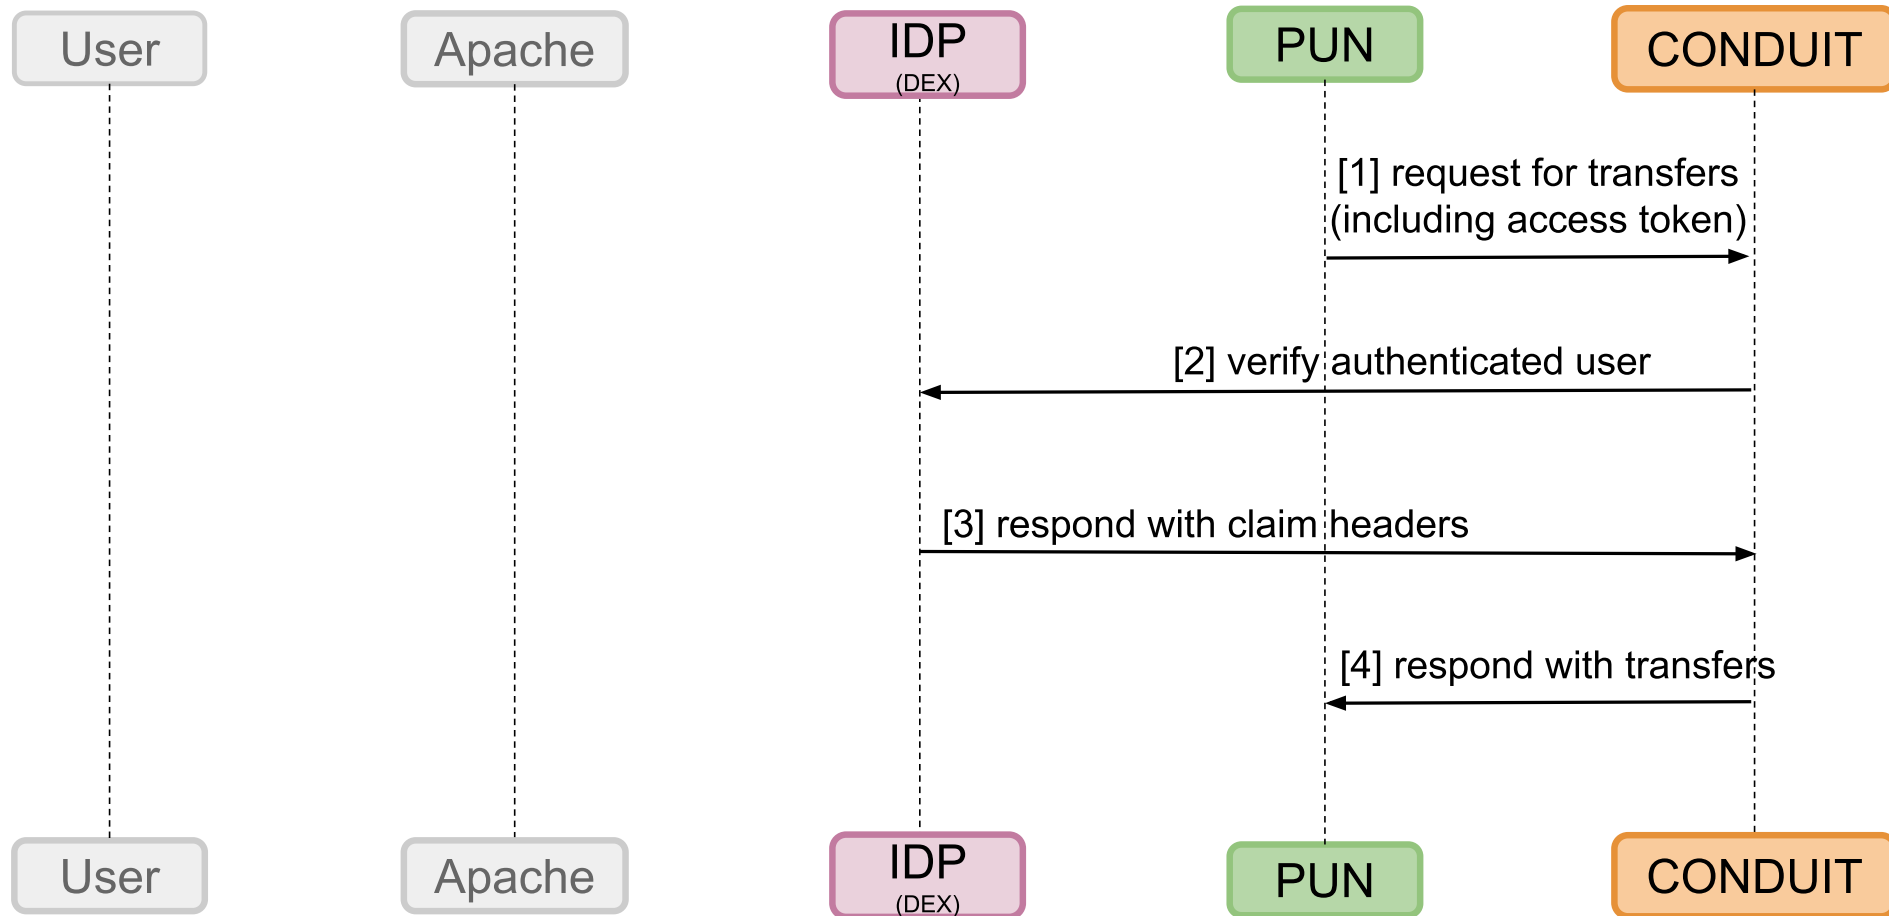 User
Apache
IDP
(DEX)
PUN
CONDUIT
[1] request for transfers
(including access token)
[2] verify authenticated user
[3] respond with claim headers
[4] respond with transfers
User
Apache
IDP
(DEX)
PUN
CONDUIT